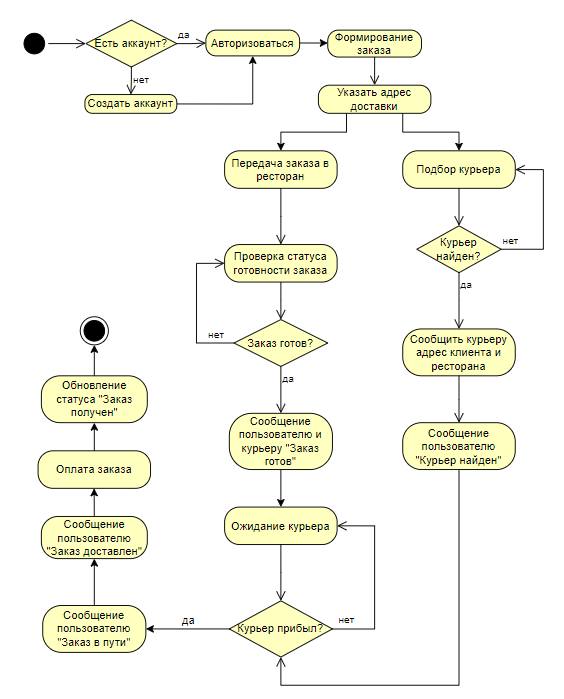 Есть аккаунт?
да
Авторизоваться
Формирование
заказа
нет
Создать аккаунт
Указать адрес
доставки
Передача заказа в
ресторан
Подбор курьера
Проверка статуса
готовности заказа
Курьер
найден?
нет
да
Заказ готов?
нет
да
Сообщить курьеру
адрес клиента и
ресторана
Обновление
статуса "Заказ
получен"
Сообщение
пользователю и
курьеру "Заказ
готов"
Сообщение
пользователю
"Курьер найден"
Оплата заказа
Ожидание курьера
Сообщение
пользователю
"Заказ доставлен"
Сообщение
пользователю
"Заказ в пути"
да
Курьер прибыл?
нет